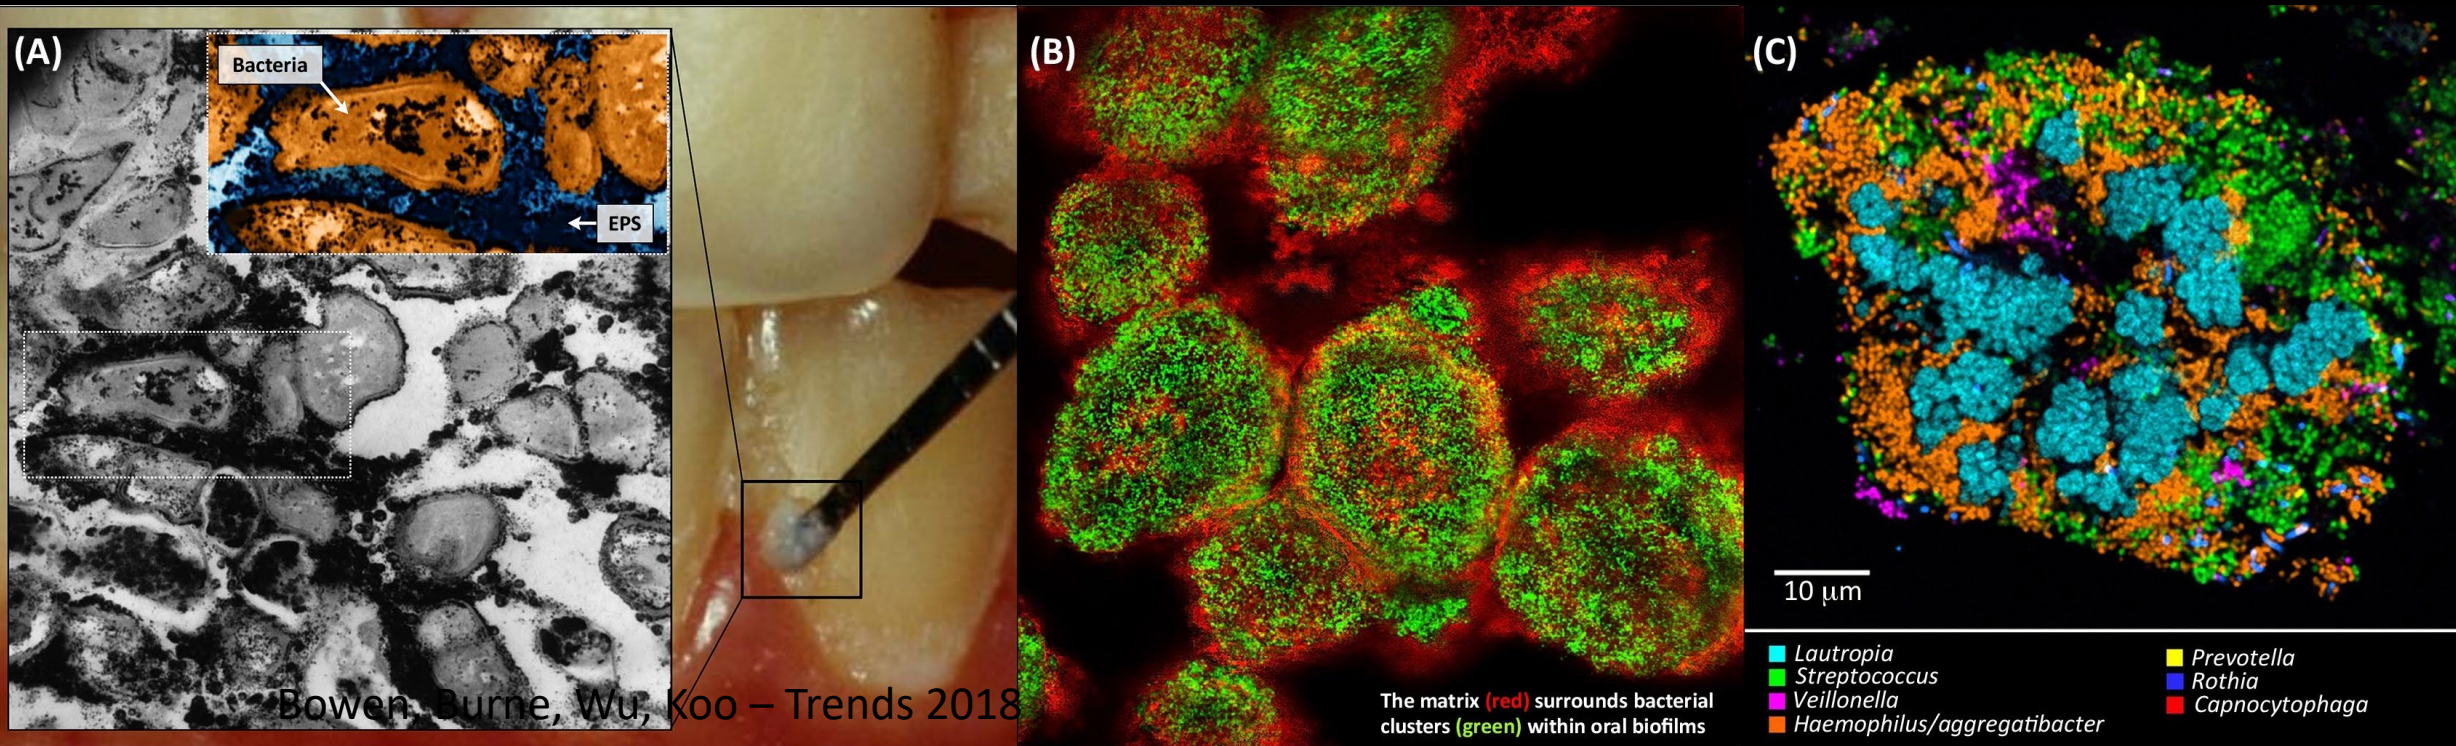 (A)
Bacteria
EPS
Bowen, Burne, Wu, Koo – Trends 2018
(B)
The matrix (red) surrounds bacterial
clusters (green) within oral biofilms
(C)
10 μm
Lautropia
Streptococcus
Veillonella
Haemophilus/aggregatibacter
Prevotella
Rothia
Capnocytophaga